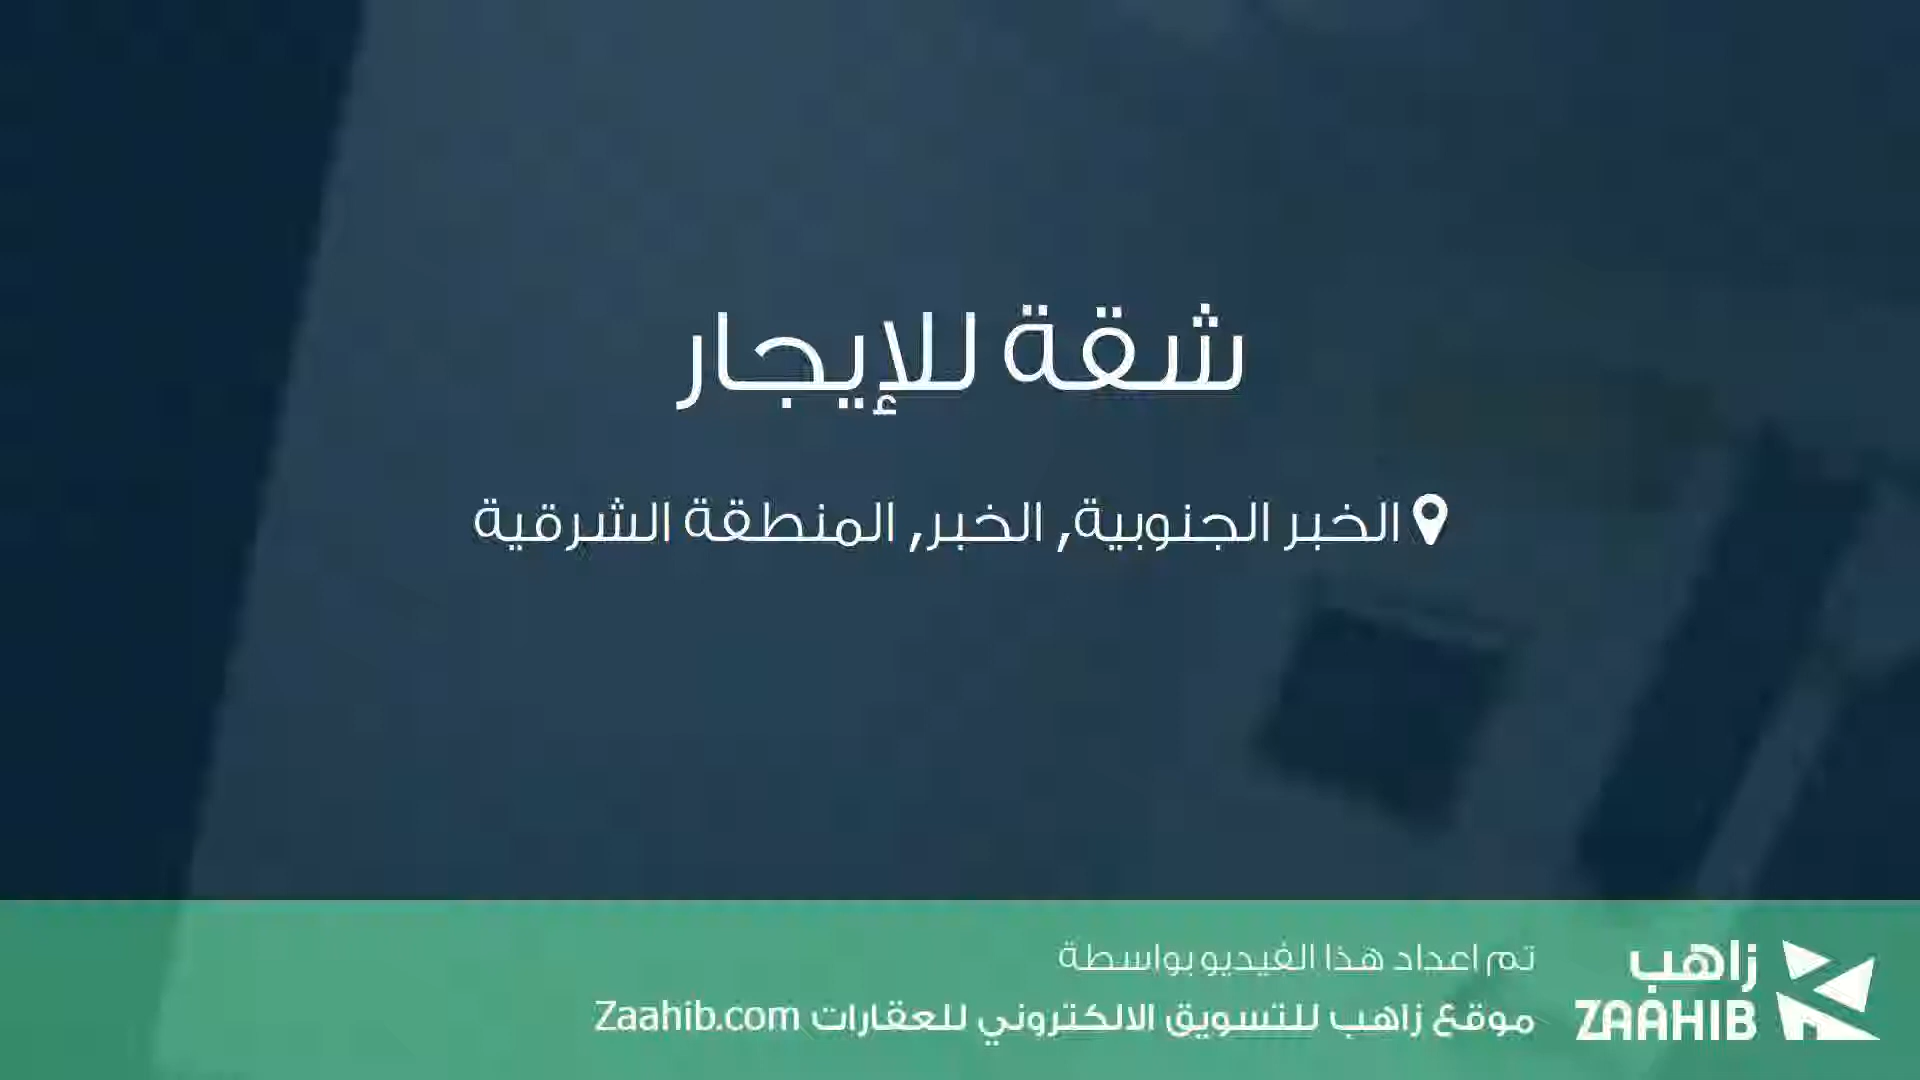 شقة للإيجار
الخبر الجنوبية, الخبر, المنطقة الشرقية
تم اعداد هذا الفيديو بواسطة
موقع زاهب للتسويق الالكتروني للعقارات Zaahib.com
زاهب
ZAAHIB